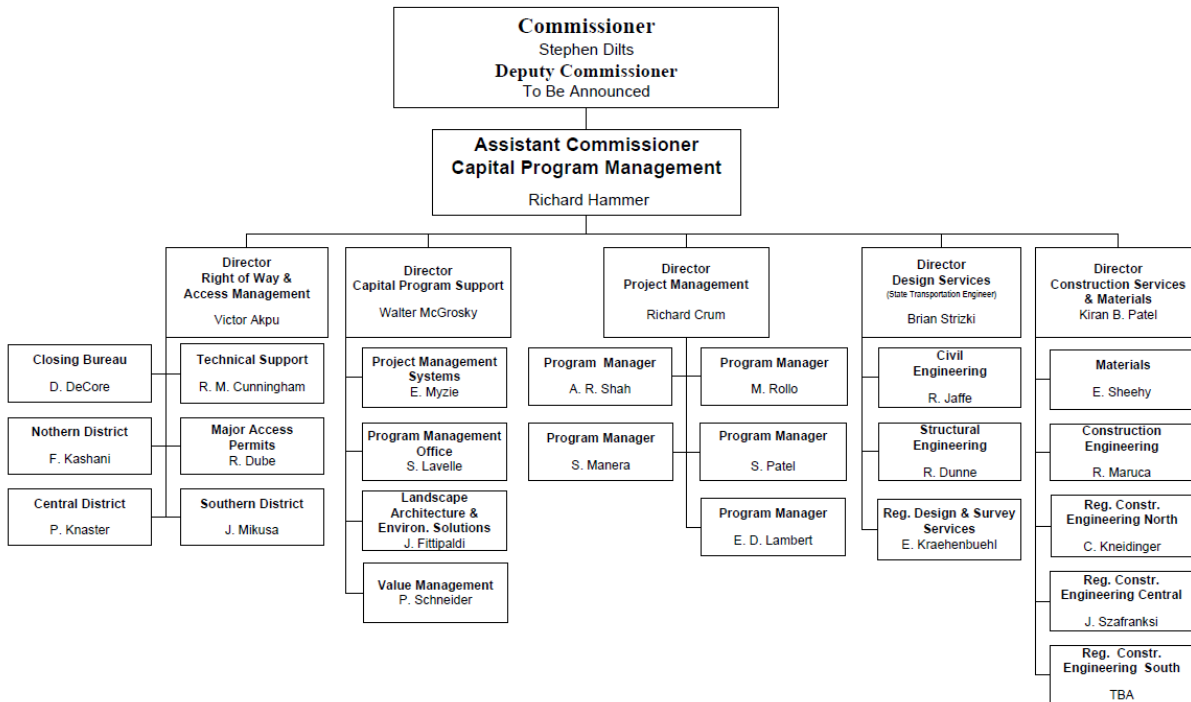 Commissioner
Stephen Dilts
Deputy Commissioner
To Be Announced
Assistant Commissioner
Capital Program Management
Richard Hammer
Director
Right of Way &
Access Management
Victor Akpu
Director
Capital Program Support
Walter McGrosky
Director
Project Management
Richard Crum
Director
Design Services
(State Transportation Engineer)
Brian Strizki
Director
Construction Services
& Materials
Kiran B. Patel
Closing Bureau
D. DeCore
Technical Support
R. M. Cunningham
Nothern District
F. Kashani
Major Access
Permits
R. Dube
Central District
P. Knaster
Southern District
J. Mikusa
Project Management
Systems
E. Myzie
Program Management
Office
S. Lavelle
Landscape
Architecture &
Environ. Solutions
J. Fittipaldi
Value Management
P. Schneider
Program Manager
A. R. Shah
Program Manager
M. Rollo
Program Manager
S. Manera
Program Manager
S. Patel
Program Manager
E. D. Lambert
Civil
Engineering
R. Jaffe
Structural
Engineering
R. Dunne
Reg. Design & Survey
Services
E. Kraehenbuehl
Materials
E. Sheehy
Construction
Engineering
R. Maruca
Reg. Constr.
Engineering North
C. Kneidinger
Reg. Constr.
Engineering Central
J. Szafranksi
Reg. Constr.
Engineering South
TBA